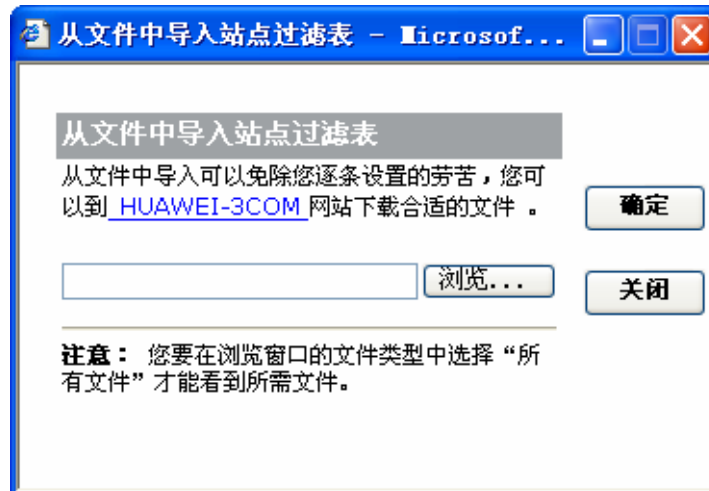 从文件中导入站点过滤表 - Microsof...
从文件中导入站点过滤表
从文件中导入可以免除您逐条设置的劳苦，您可
以到 HUAWEI-3COM 网站下载合适的文件 。
确定
浏览...
关闭
注意： 您要在浏览窗口的文件类型中选择“所
有文件”才能看到所需文件。